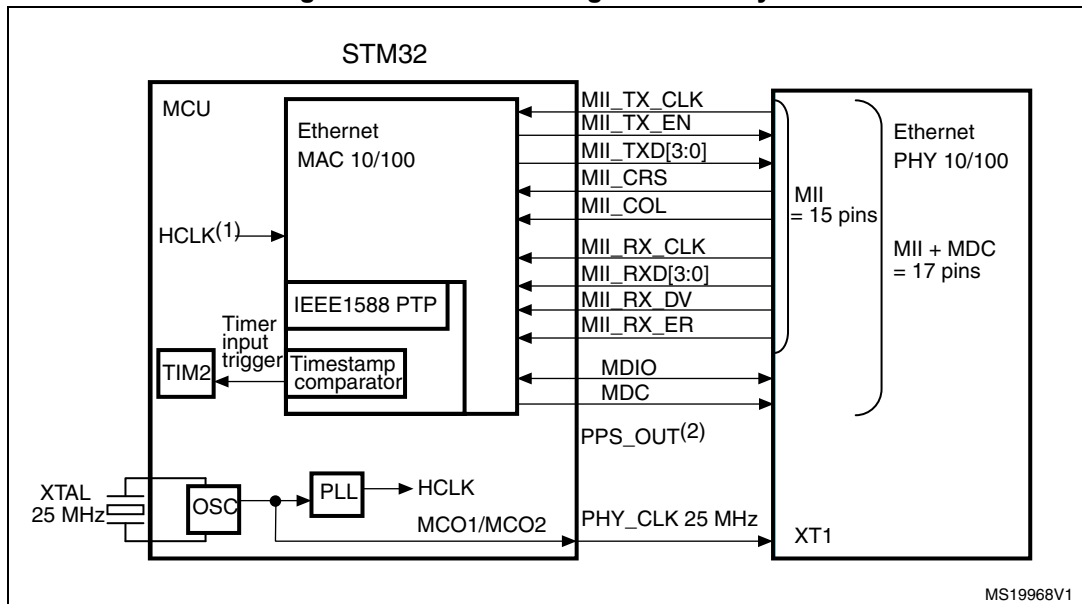 STM32
MCU
Ethernet
MAC 10/100
HCLK(1)
IEEE1588 PTP
Timer
input
trigger
TIM2
Timestamp
comparator
XTAL
25 MHz
OSC
PLL
HCLK
MCO1/MCO2
MII_TX_CLK
MII_TX_EN
MII_TXD[3:0]
MII_CRS
MII_COL
MII_RX_CLK
MII_RXD[3:0]
MII_RX_DV
MII_RX_ER
MDIO
MDC
PPS_OUT(2)
PHY_CLK 25 MHz
MII
= 15 pins
Ethernet
PHY 10/100
MII + MDC
= 17 pins
XT1
MS19968V1